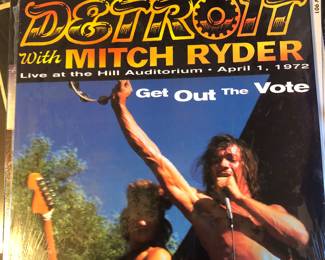 DETROIT
With MITCH RYDER
Live at the Hill Auditorium • April 1, 1972
Get Out The Vote